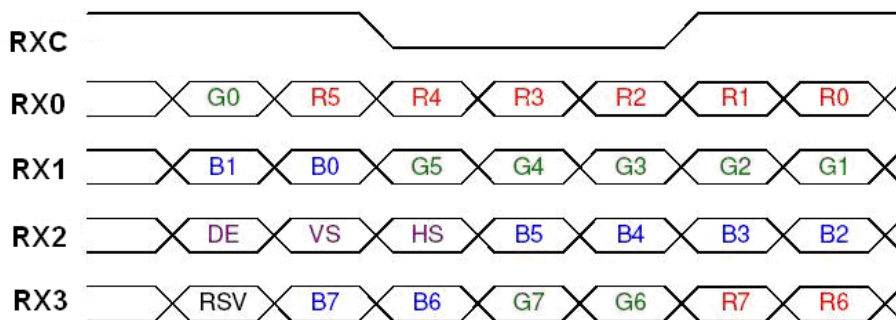 RXC
RX0 G0 R5 R4 R3 R2 R1 R0
RX1 B1 B0 G5 G4 G3 G2 G1
RX2 DE VS HS B5 B4 B3 B2
RX3 RSV B7 B6 G7 G6 R7 R6